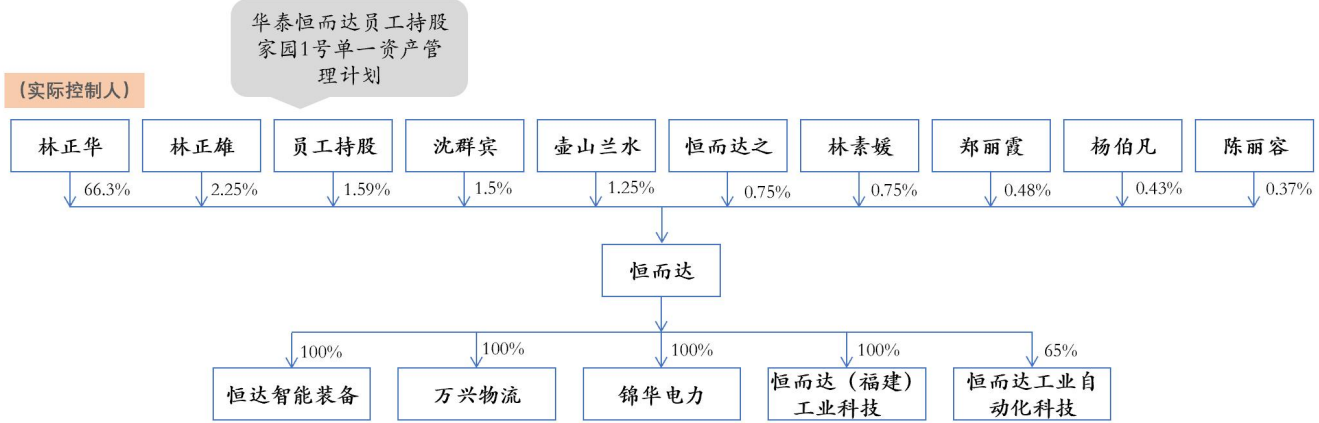 华泰恒而达员工持股
家园1号单一资产管
理计划
(实际控制人)
林正华
林正雄
员工持股
沈群宾
壶山兰水
恒而达之
林素媛
郑丽霞
杨伯凡
陈丽容
66.3%
2.25%
1.59%
1.5%
1.25%
0.75%
0.75%
0.48%
0.43%
0.37%
恒而达
100%
100%
100%
100%
65%
恒达智能装备
万兴物流
锦华电力
恒而达（福建）
工业科技
恒而达工业自
动化科技